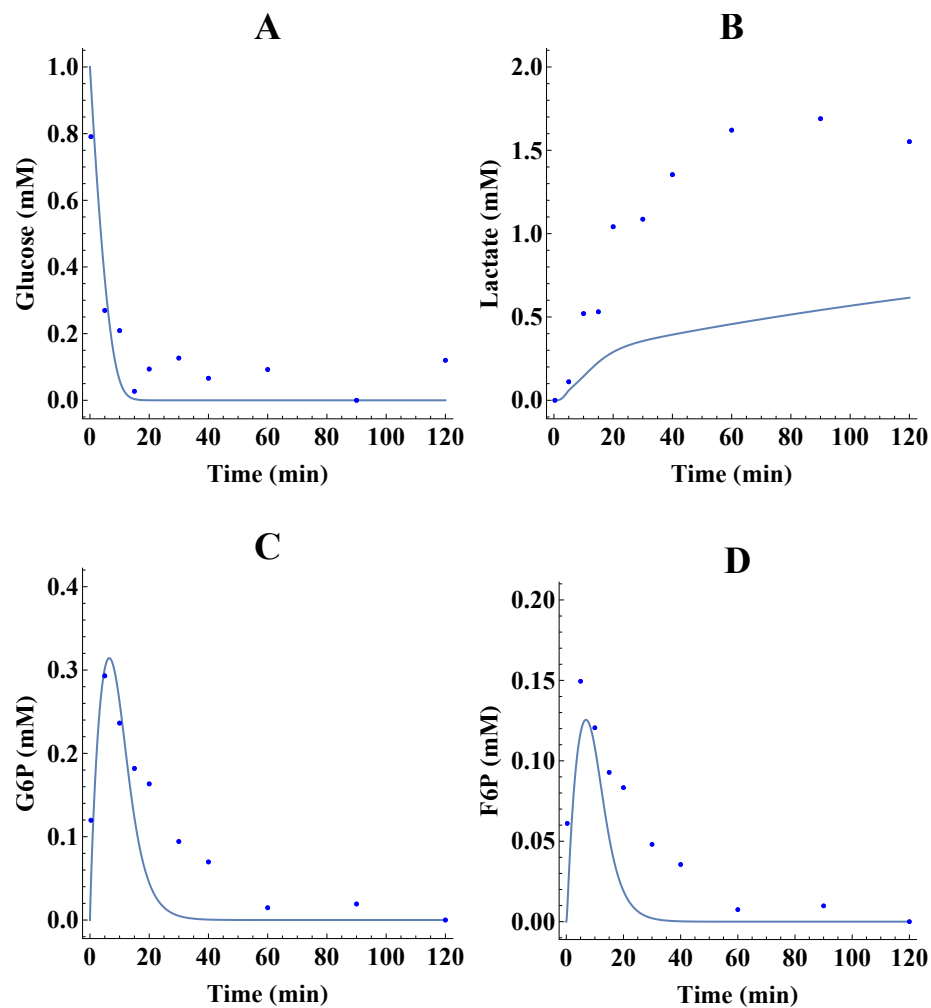 A
Glucose (mM)
1.0
0.8
0.6
0.4
0.2
0.0
0 20 40 60 80 100 120
Time (min)
B
Lactate (mM)
2.0
1.5
1.0
0.5
0.0
0 20 40 60 80 100 120
Time (min)
C
G6P (mM)
0.4
0.3
0.2
0.1
0.0
0 20 40 60 80 100 120
Time (min)
D
F6P (mM)
0.20
0.15
0.10
0.05
0.00
0 20 40 60 80 100 120
Time (min)